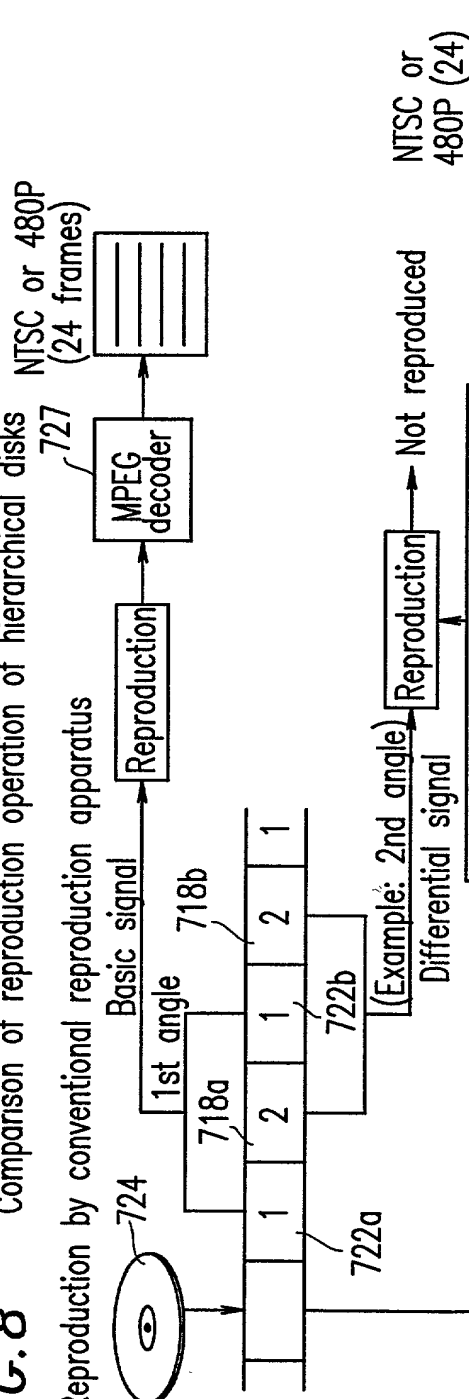 G.8 Comparison of reproduction operation of hierarchical disks
Reproduction by conventional reproduction apparatus
724
Basic signal
1st angle
Reproduction
727
MPEG
decoder
NTSC or 480P
(24 frames)
718a
718b
1
2
1
2
1
722a
722b
(Example: 2nd angle)
Differential signal
Reproduction
Not reproduced
NTSC or
480P (24)